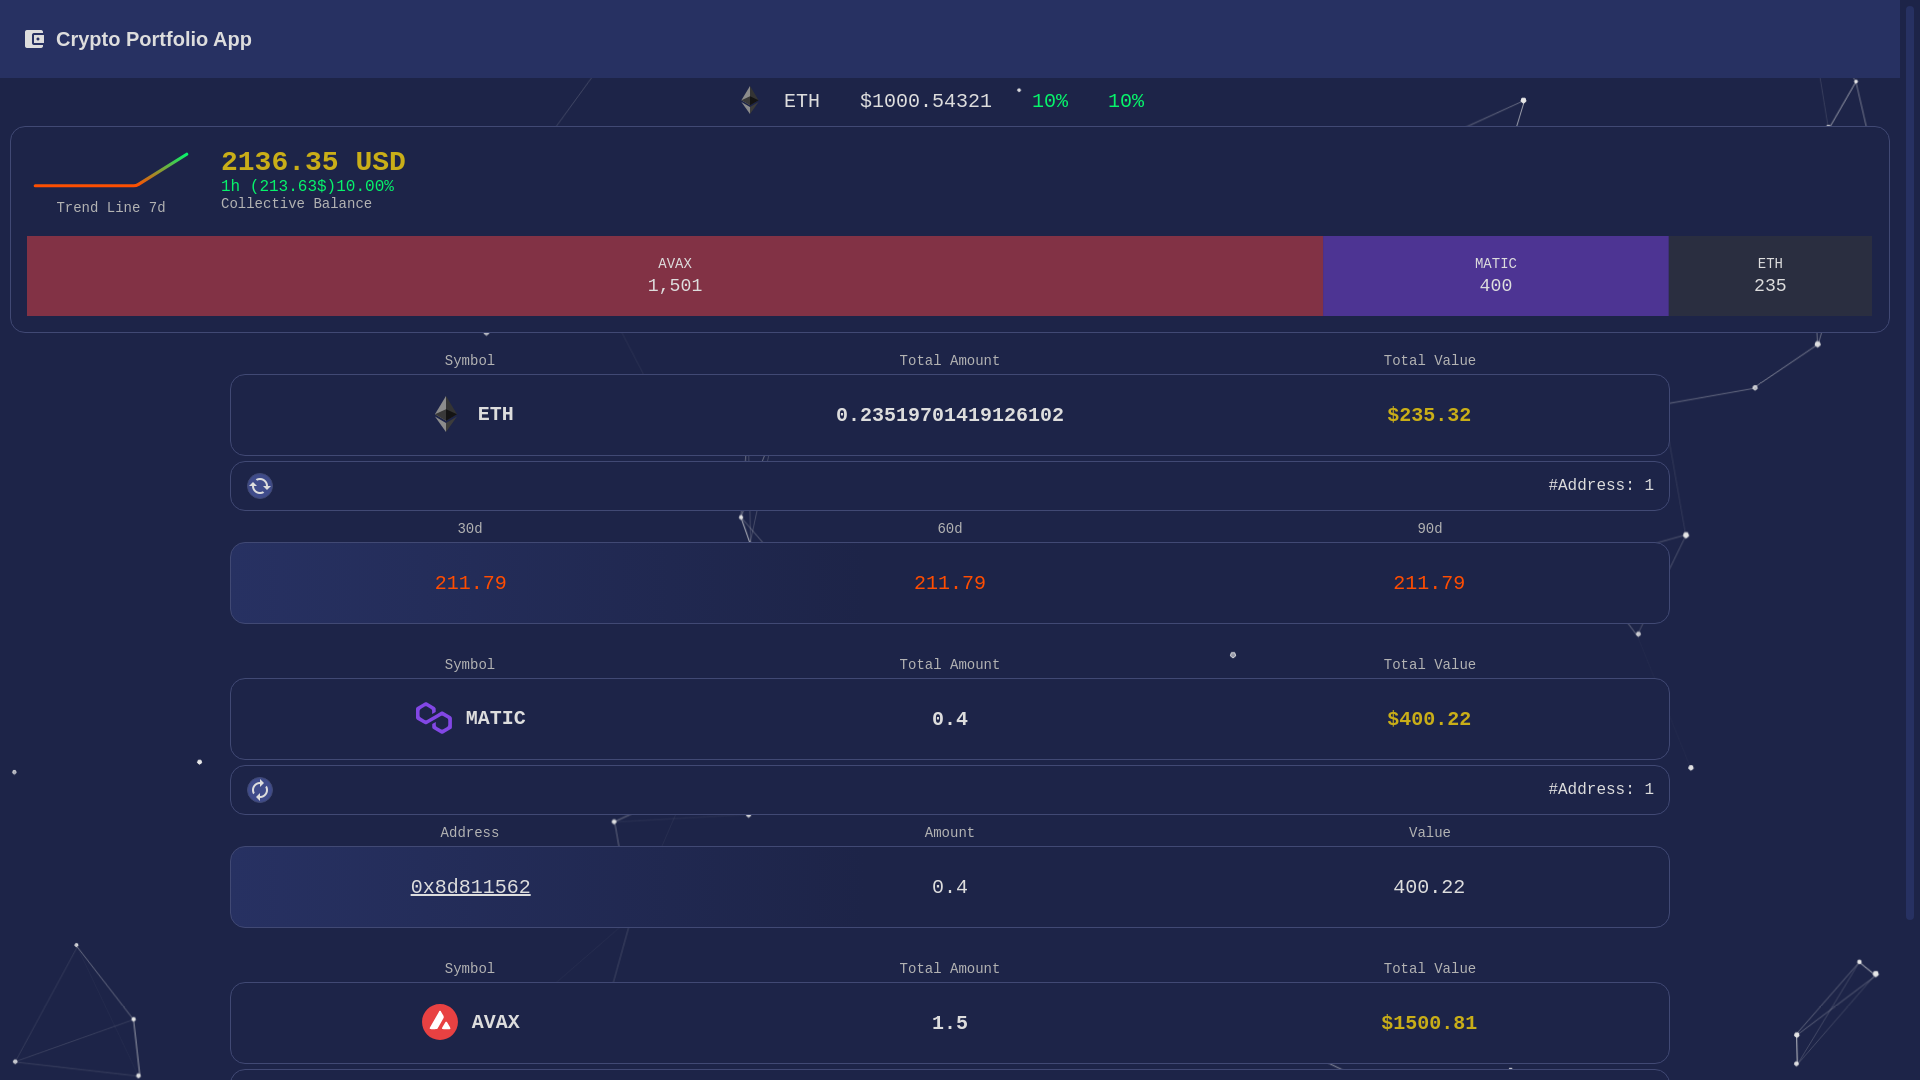 Crypto Portfolio App
ETH $1000.54321 10% 10%
2136.35 USD
1h (213.63$)10.00%
Collective Balance
Trend Line 7d
AVAX
1,501
MATIC
400
ETH
235
Symbol Total Amount Total Value
ETH 0.23519701419126102 $235.32
#Address: 1
30d 60d 90d
211.79 211.79 211.79
Symbol Total Amount Total Value
MATIC 0.4 $400.22
#Address: 1
Address Amount Value
0x8d811562 0.4 400.22
Symbol Total Amount Total Value
AVAX 1.5 $1500.81